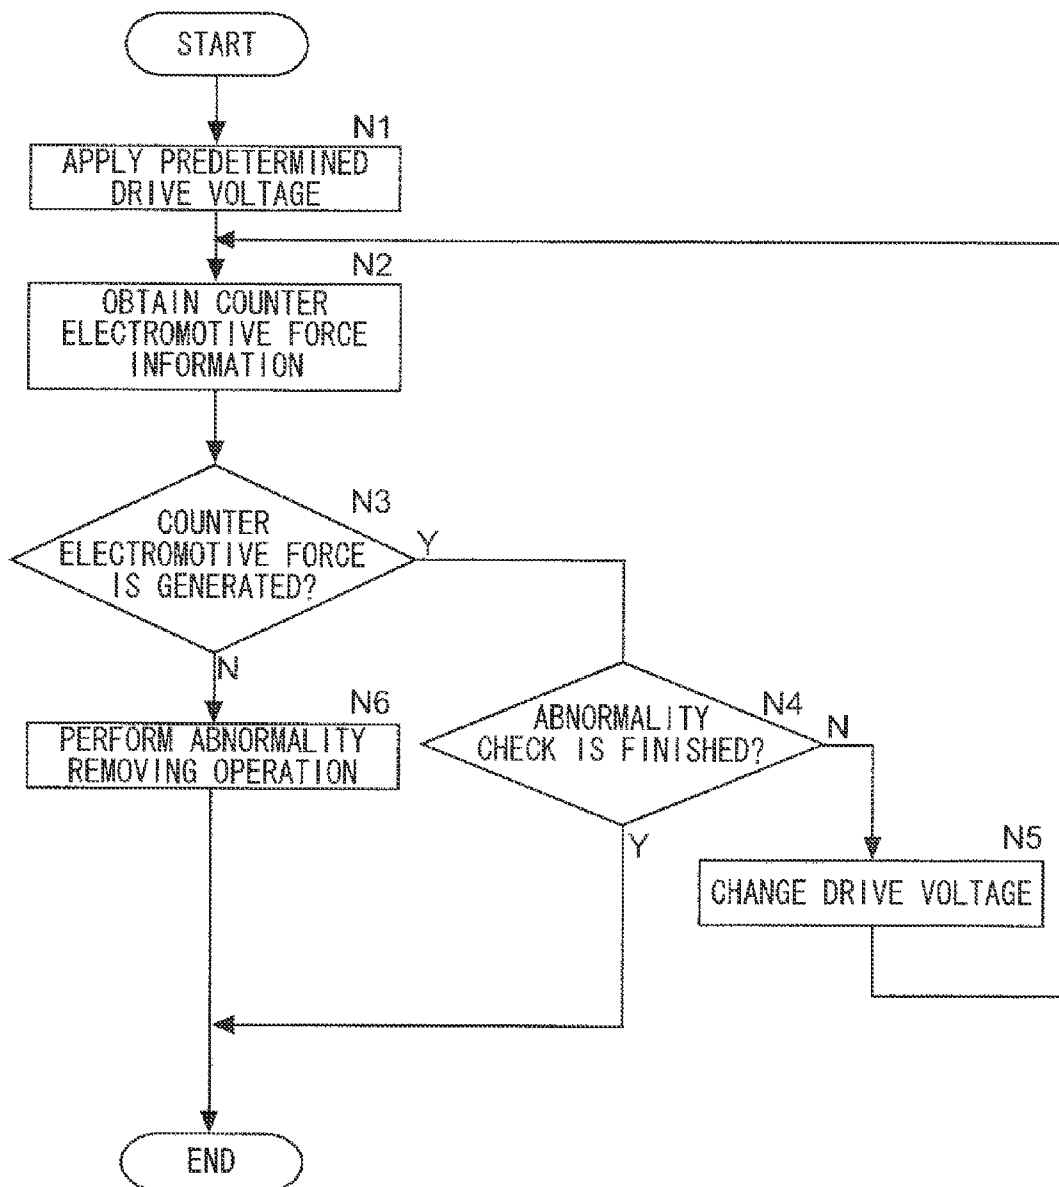 START
N1
APPLY PREDETERMINED
DRIVE VOLTAGE
N2
OBTAIN COUNTER
ELECTROMOTIVE FORCE
INFORMATION
N3
COUNTER
ELECTROMOTIVE FORCE
IS GENERATED?
Y
N
N4
ABNORMALITY
CHECK IS FINISHED?
N
Y
N6
PERFORM ABNORMALITY
REMOVING OPERATION
N5
CHANGE DRIVE VOLTAGE
END